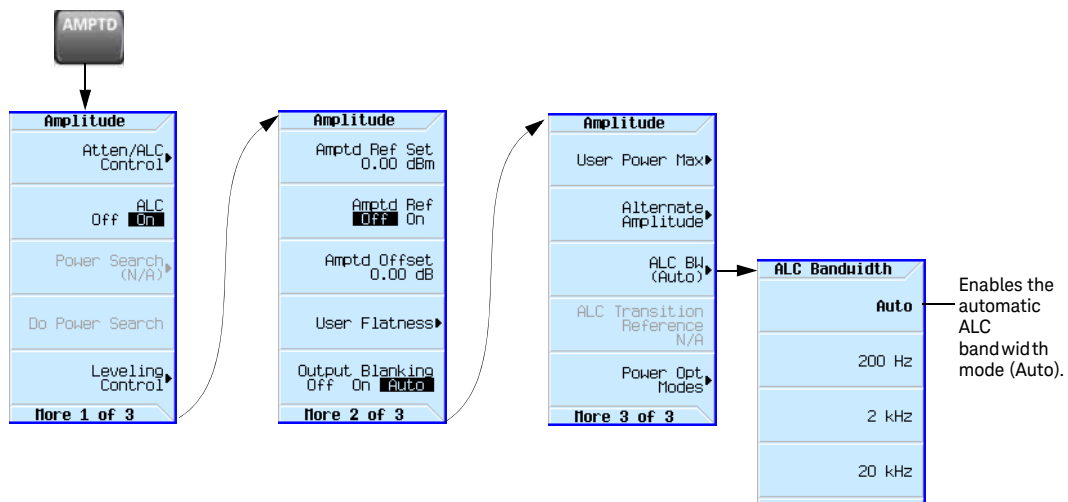 AMPTD
Amplitude
Atten/ALC
Control
ALC
Off On
Power Search
(N/A)
Do Power Search
Leveling
Control
More 1 of 3
Amplitude
Amptd Ref Set
0.00 dBm
Amptd Ref
Off On
Amptd Offset
0.00 dB
User Flatness
Output Blanking
Off On Auto
More 2 of 3
Amplitude
User Power Max
Alternate
Amplitude
ALC BW
(Auto)
ALC Transition
Reference
N/A
Power Opt
Modes
More 3 of 3
ALC Bandwidth
Auto
200 Hz
2 kHz
20 kHz
Enables the
automatic
ALC
bandwidth
mode (Auto).